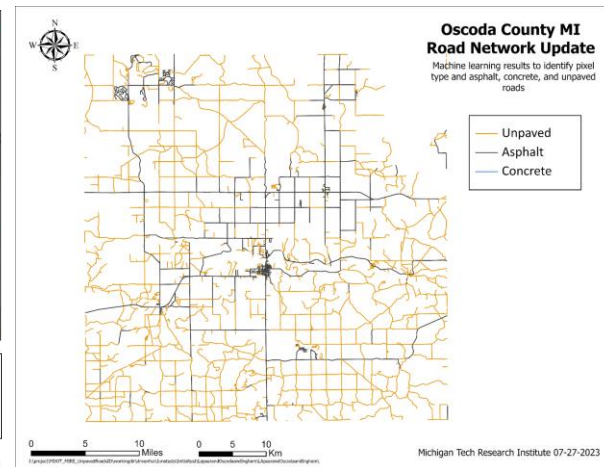 N
W
E
S
Oscoda County MI
Road Network Update
Machine learning results to identify pixel
type and asphalt, concrete, and unpaved
roads
Unpaved
Asphalt
Concrete
0 5 10
Miles
0 5 10
Km
Michigan Tech Research Institute 07-27-2023